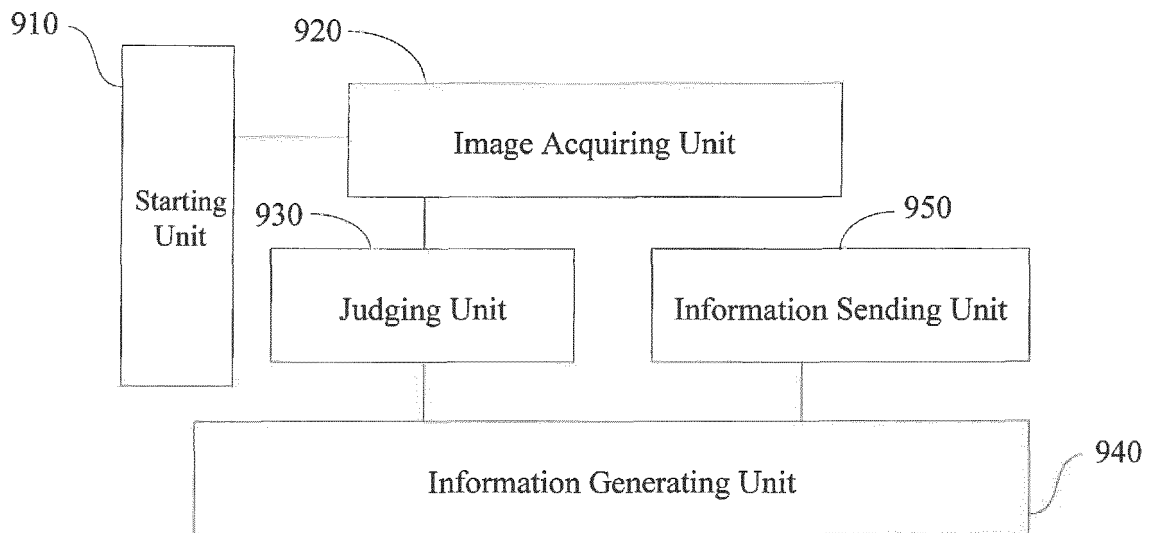 910
920
Image Acquiring Unit
Starting
Unit
930
950
Judging Unit
Information Sending Unit
940
Information Generating Unit